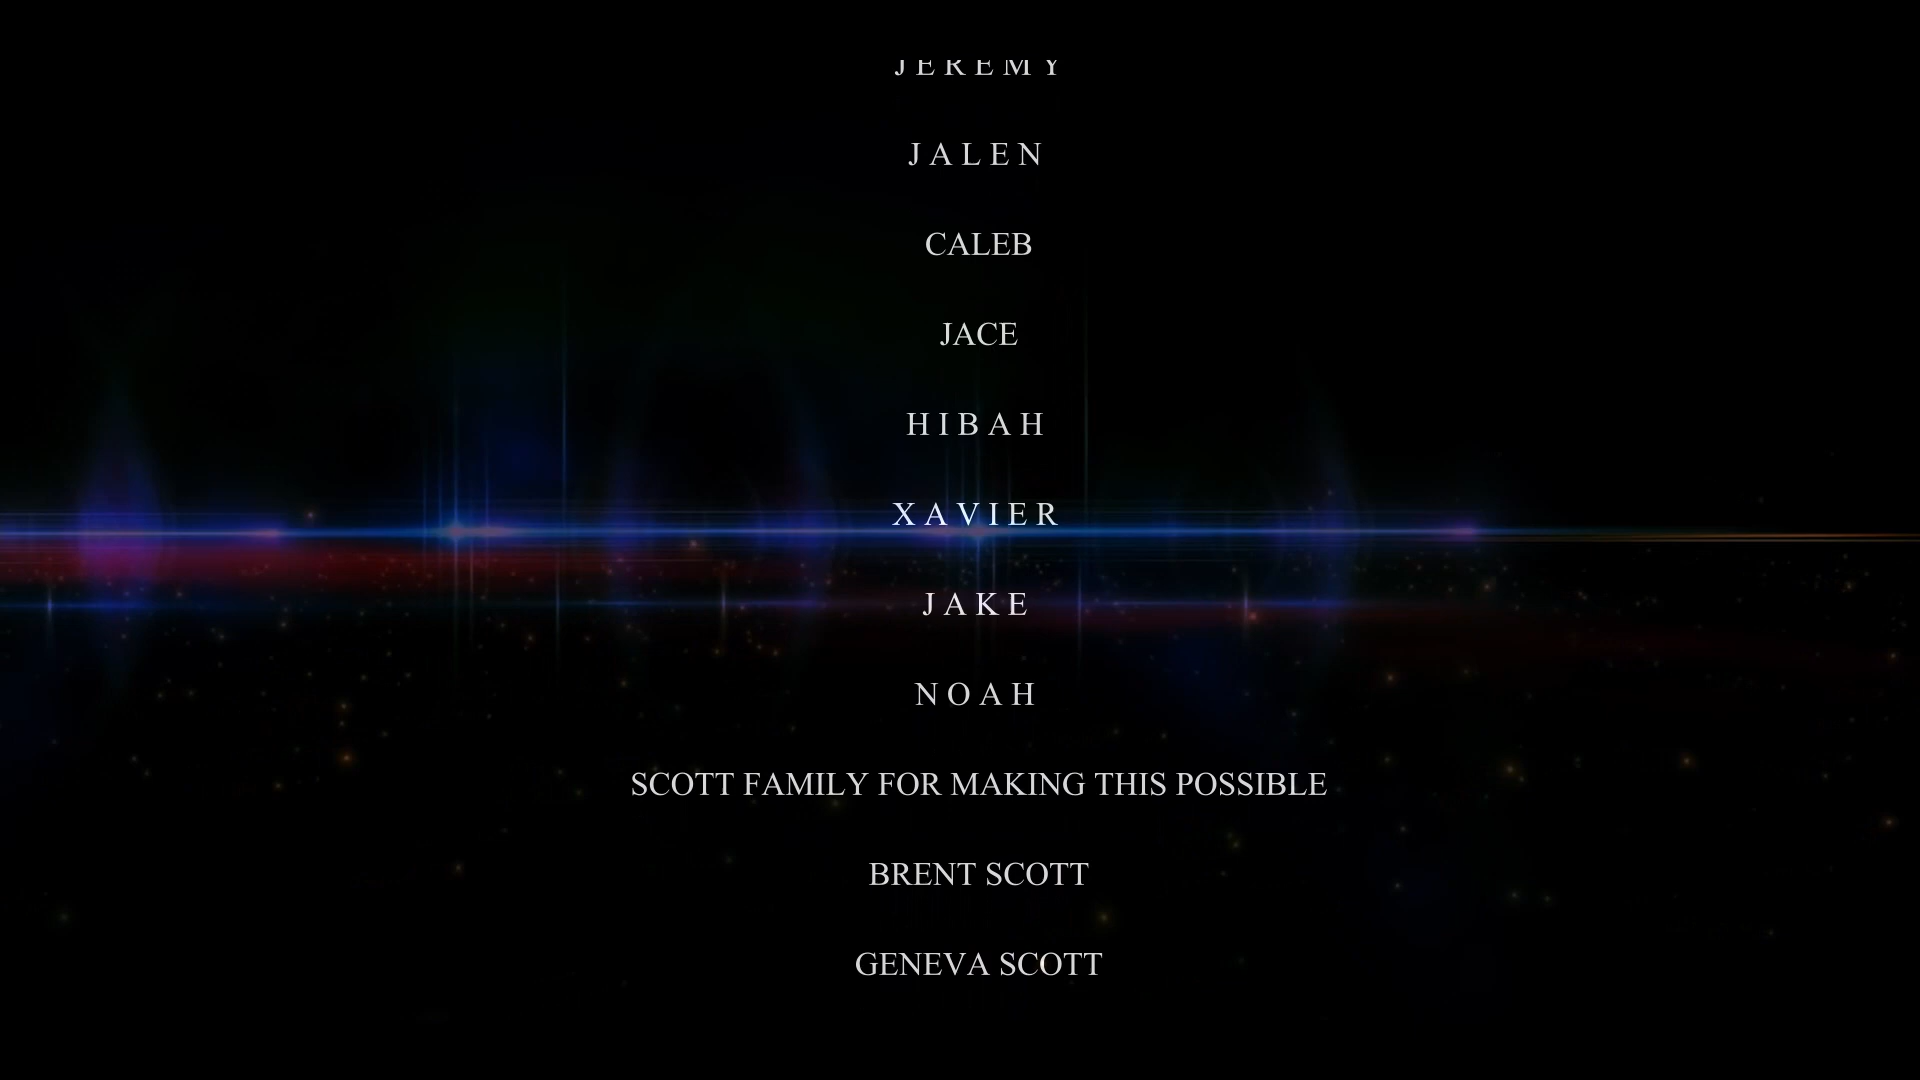 JEREMY
JALEN
CALEB
JACE
HIBAH
XAVIER
JAKE
NOAH
SCOTT FAMILY FOR MAKING THIS POSSIBLE
BRENT SCOTT
GENEVA SCOTT